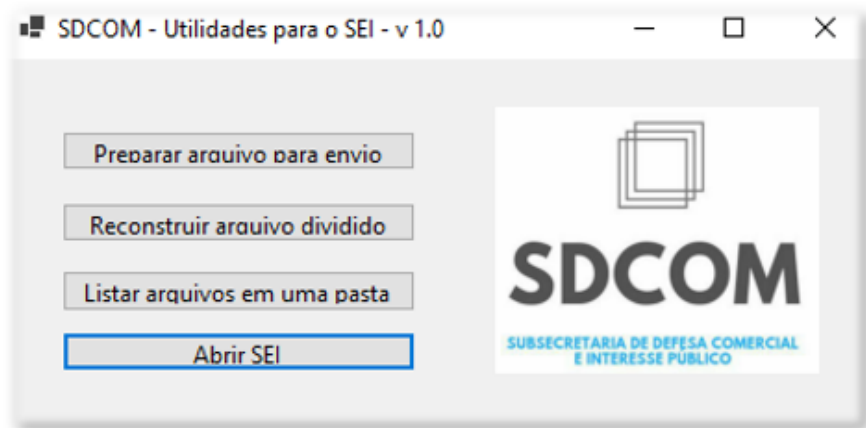 SDCOM - Utilidades para o SEI - v 1.0
Preparar arquivo para envio
Reconstruir arquivo dividido
Listar arquivos em uma pasta
Abrir SEI
SDCOM
SUBSECRETARIA DE DEFESA COMERCIAL
E INTERESSE PÚBLICO